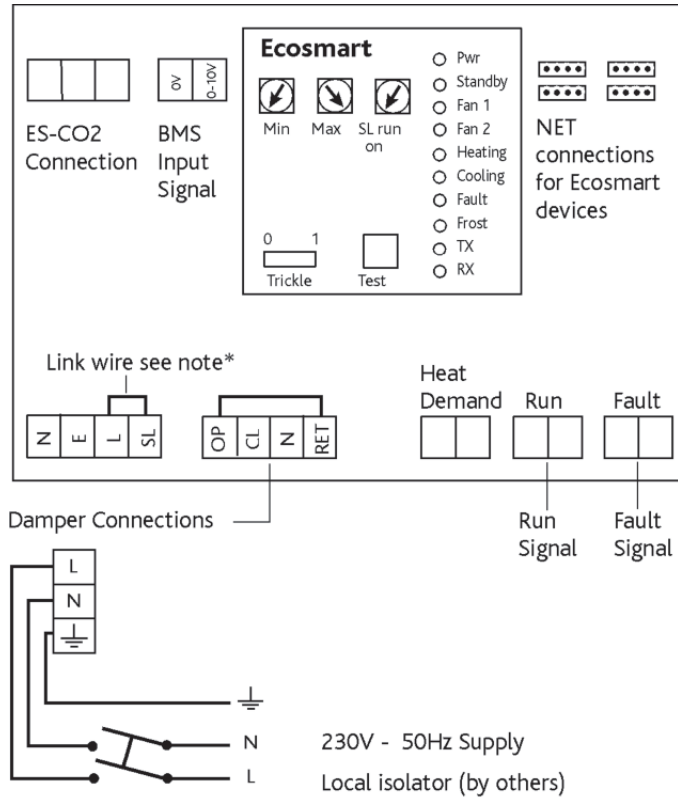 Ecosmart
Pwr
Standby
Fan 1
Fan 2
Heating
Cooling
Fault
Frost
TX
RX
0V
0-10V
Min
Max
SL run
on
0 1
Trickle
Test
ES-CO2
Connection
BMS
Input
Signal
NET
connections
for Ecosmart
devices
Link wire see note*
N E L SL
OP CL N RET
Heat
Demand
Run
Fault
Damper Connections
Run
Signal
Fault
Signal
L
N
N
L
230V - 50Hz Supply
Local isolator (by others)